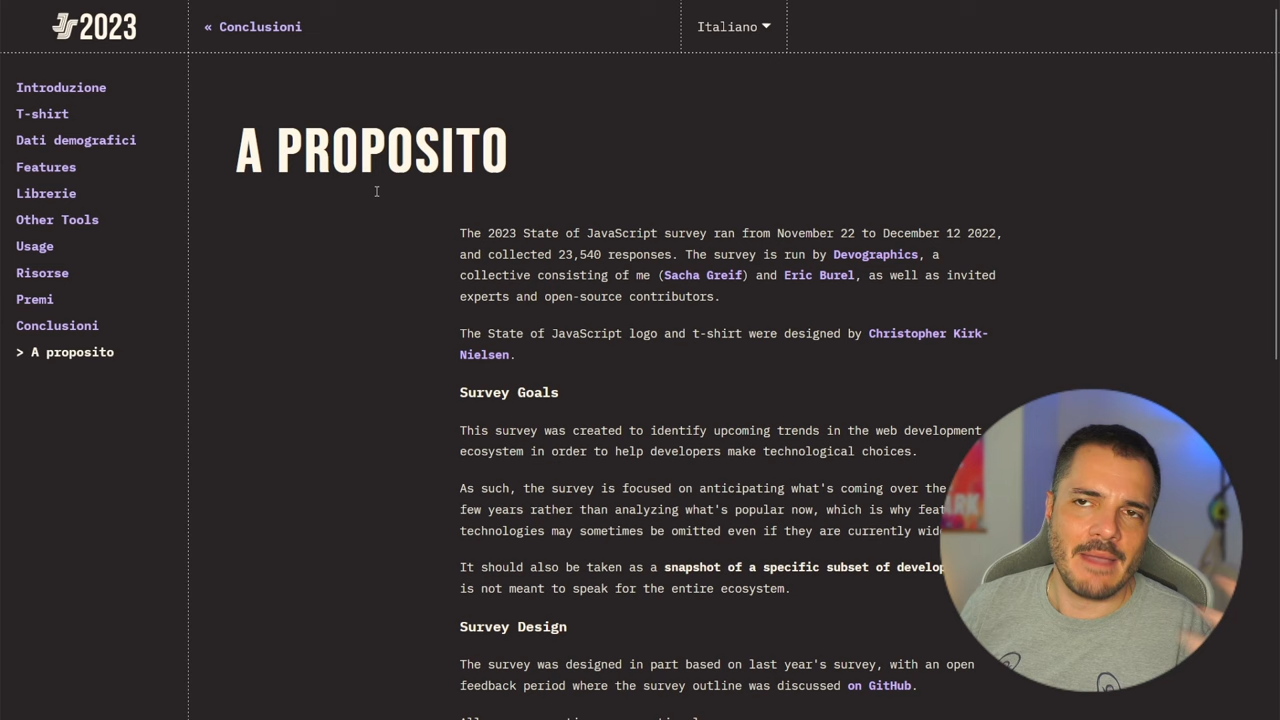 JS 2023
« Conclusioni
Italiano
Introduzione
T-shirt
Dati demografici
Features
Librerie
Other Tools
Usage
Risorse
Premi
Conclusioni
> A proposito
A PROPOSITO
The 2023 State of JavaScript survey ran from November 22 to December 12 2022,
and collected 23,540 responses. The survey is run by Devographics, a
collective consisting of me (Sacha Greif) and Eric Burel, as well as invited
experts and open-source contributors.
The State of JavaScript logo and t-shirt were designed by Christopher Kirk-
Nielsen.
Survey Goals
This survey was created to identify upcoming trends in the web development
ecosystem in order to help developers make technological choices.
As such, the survey is focused on anticipating what's coming over the
few years rather than analyzing what's popular now, which is why
technologies may sometimes be omitted even if they are currently
It should also be taken as a snapshot of a specific subset of
is not meant to speak for the entire ecosystem.
Survey Design
The survey was designed in part based on last year's survey, with an open
feedback period where the survey outline was discussed on GitHub.